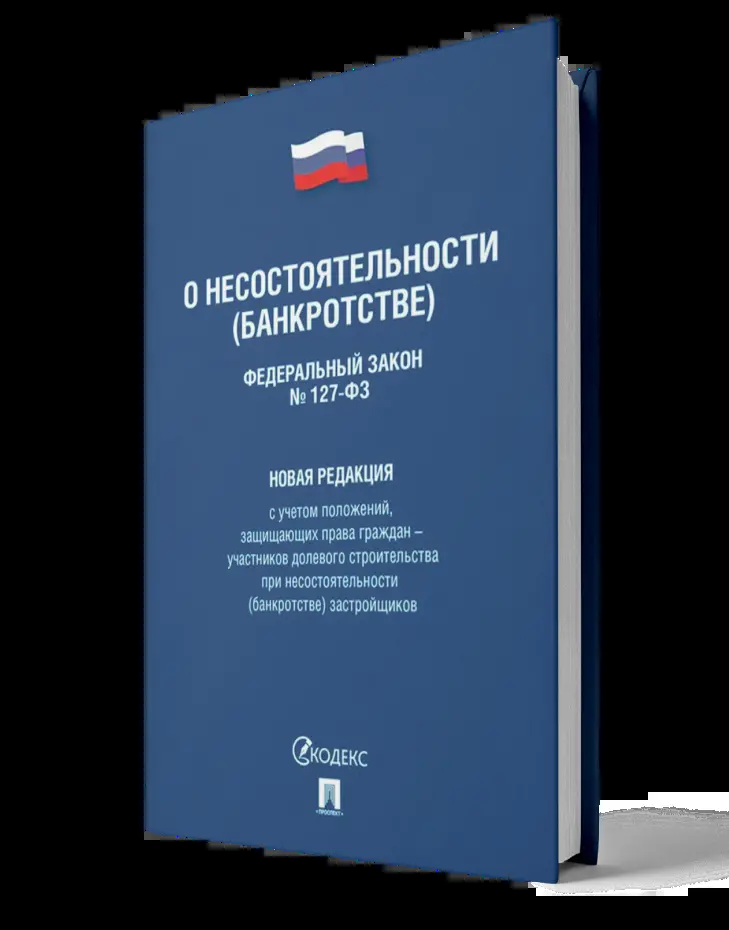 О НЕСОСТОЯТЕЛЬНОСТИ
(БАНКРОТСТВЕ)
ФЕДЕРАЛЬНЫЙ ЗАКОН
№ 127-ФЗ
НОВАЯ РЕДАКЦИЯ
с учетом положений,
защищающих права граждан –
участников долевого строительства
при несостоятельности
(банкротстве) застройщиков
КОДЕКС
«ПРОСПЕКТ»